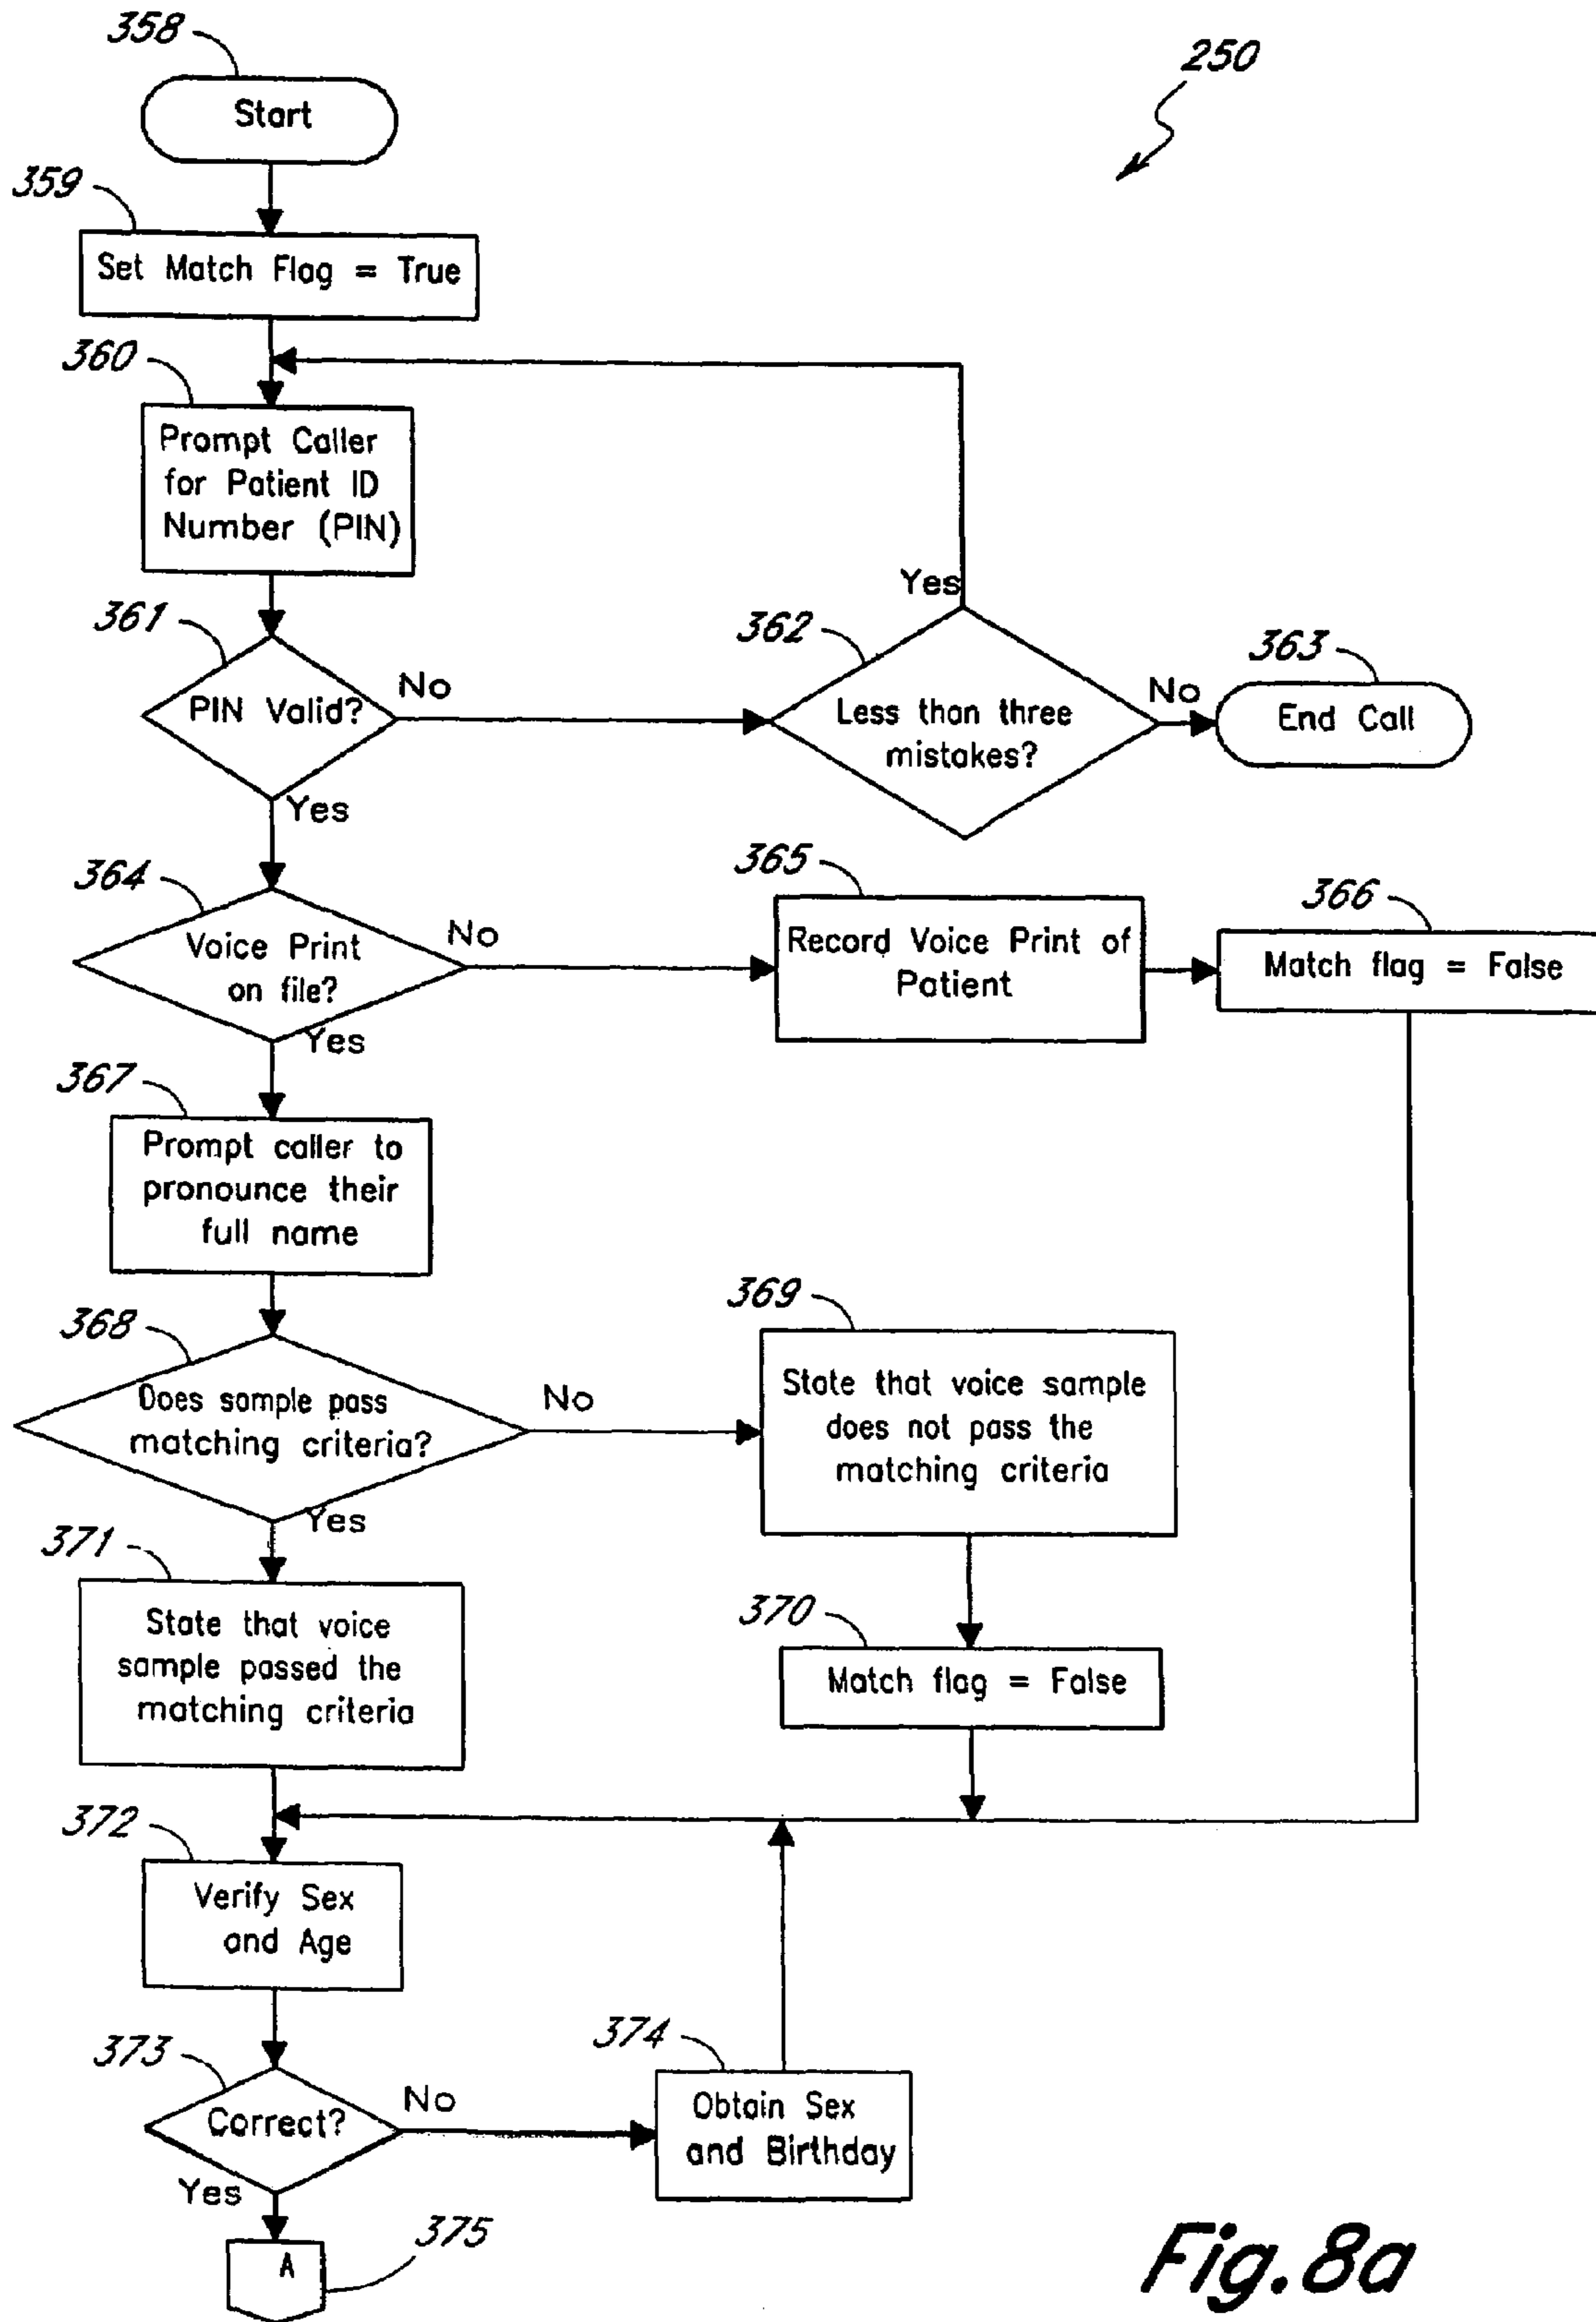 358
Start
250
359
Set Match Flag = True
360
Prompt Caller
for Patient ID
Number (PIN)
Yes
361
PIN Valid?
No
362
Less than three
mistakes?
No
363
End Call
Yes
364
Voice Print
on file?
No
365
Record Voice Print of
Patient
366
Match flag = False
Yes
367
Prompt caller to
pronounce their
full name
368
Does sample pass
matching criteria?
No
369
State that voice sample
does not pass the
matching criteria
Yes
371
State that voice
sample passed the
matching criteria
370
Match flag = False
372
Verify Sex
and Age
373
Correct?
No
374
Obtain Sex
and Birthday
Yes
A
375
Fig.8a